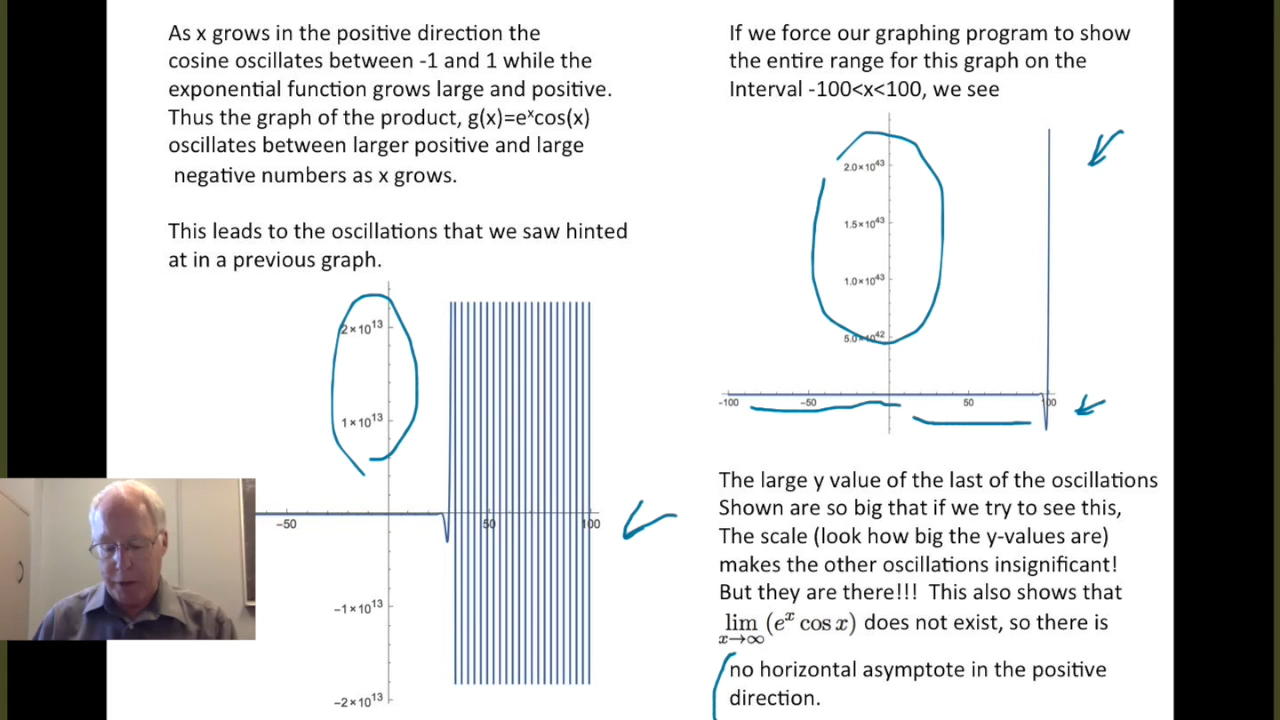 As x grows in the positive direction the
cosine oscillates between -1 and 1 while the
exponential function grows large and positive.
Thus the graph of the product, g(x)=eˣcos(x)
oscillates between larger positive and large
negative numbers as x grows.
This leads to the oscillations that we saw hinted
at in a previous graph.
2×10¹³
1×10¹³
-50 50 100
-1×10¹³
-2×10¹³
If we force our graphing program to show
the entire range for this graph on the
Interval -100<x<100, we see
2.0×10⁴³
1.5×10⁴³
1.0×10⁴³
5.0×10⁴²
-100 -50 50 100
The large y value of the last of the oscillations
Shown are so big that if we try to see this,
The scale (look how big the y-values are)
makes the other oscillations insignificant!
But they are there!!! This also shows that
lim x→∞ (eˣ cos x) does not exist, so there is
no horizontal asymptote in the positive
direction.